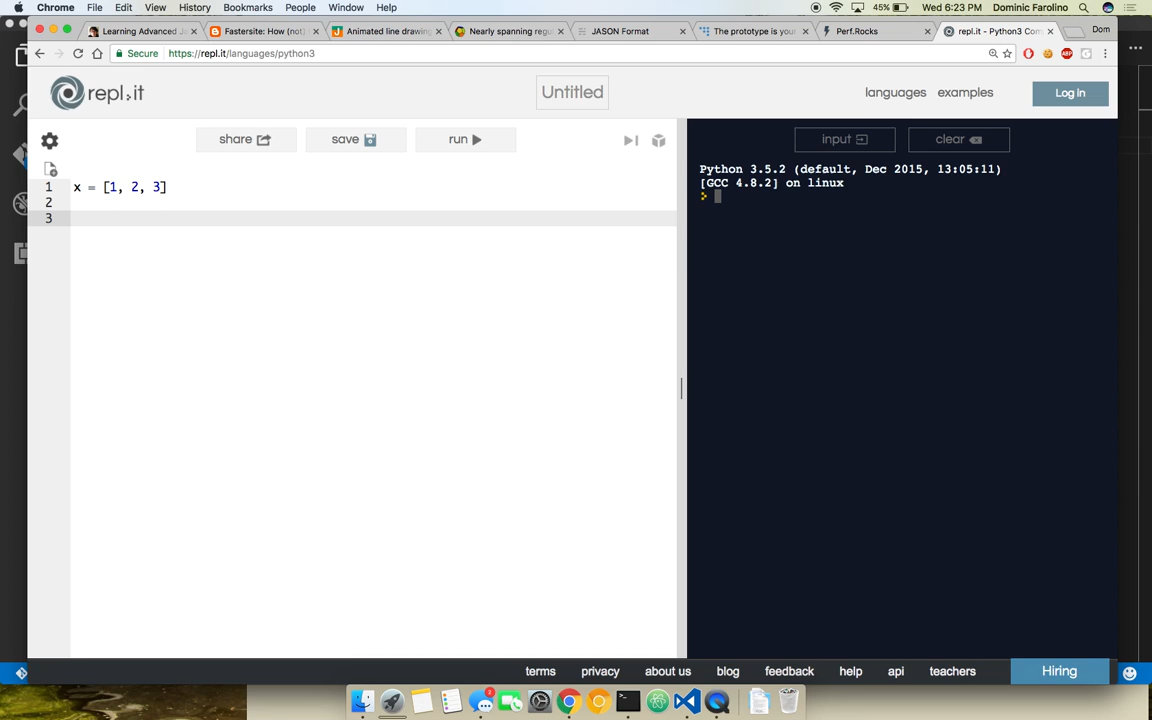 Chrome File Edit View History Bookmarks People Window Help 45% Wed 6:23 PM Dominic Farolino
Learning Advanced Ja Fastersite: How (not) Animated line drawing Nearly spanning regu JASON Format The prototype is your Perf.Rocks repl.it - Python3 Com Dom
Secure https://repl.it/languages/python3
repl.it Untitled languages examples Log in
share save run input clear
Python 3.5.2 (default, Dec 2015, 13:05:11)
[GCC 4.8.2] on linux
1 x = [1, 2, 3]
2
3
terms privacy about us blog feedback help api teachers Hiring